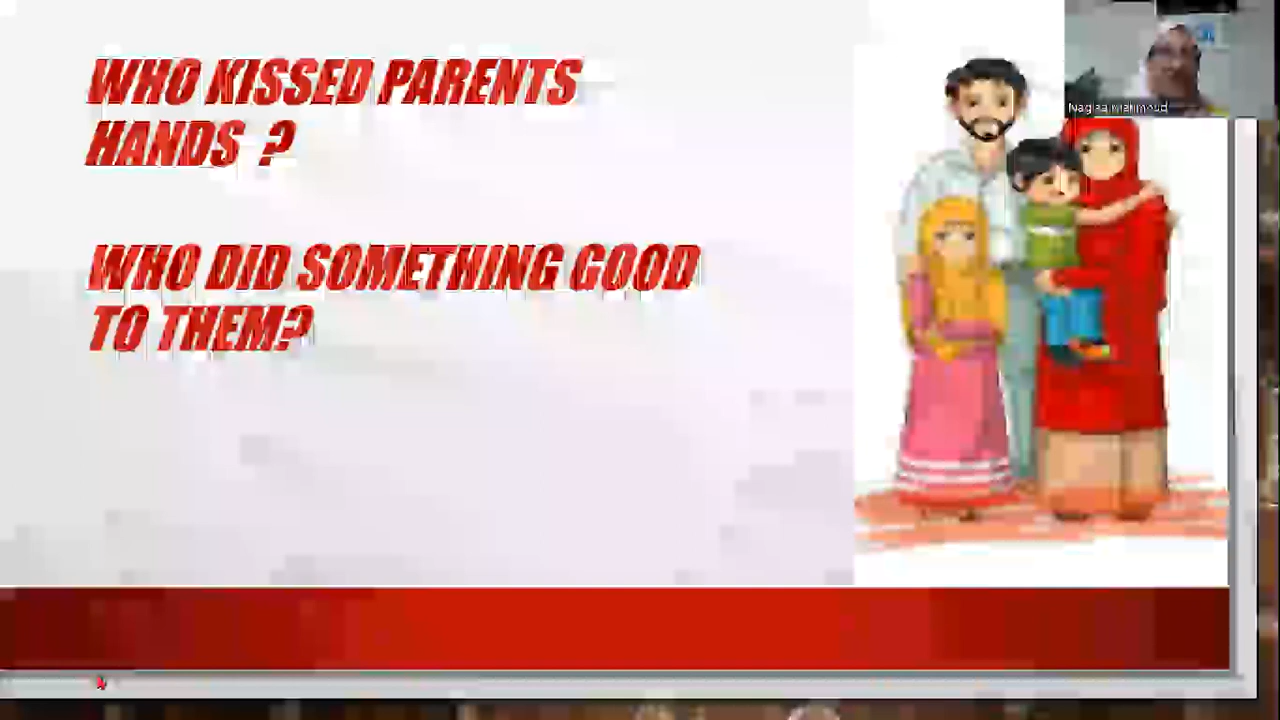 WHO KISSED PARENTS
HANDS ?
WHO DID SOMETHING GOOD
TO THEM?
Naglaa mahmoud